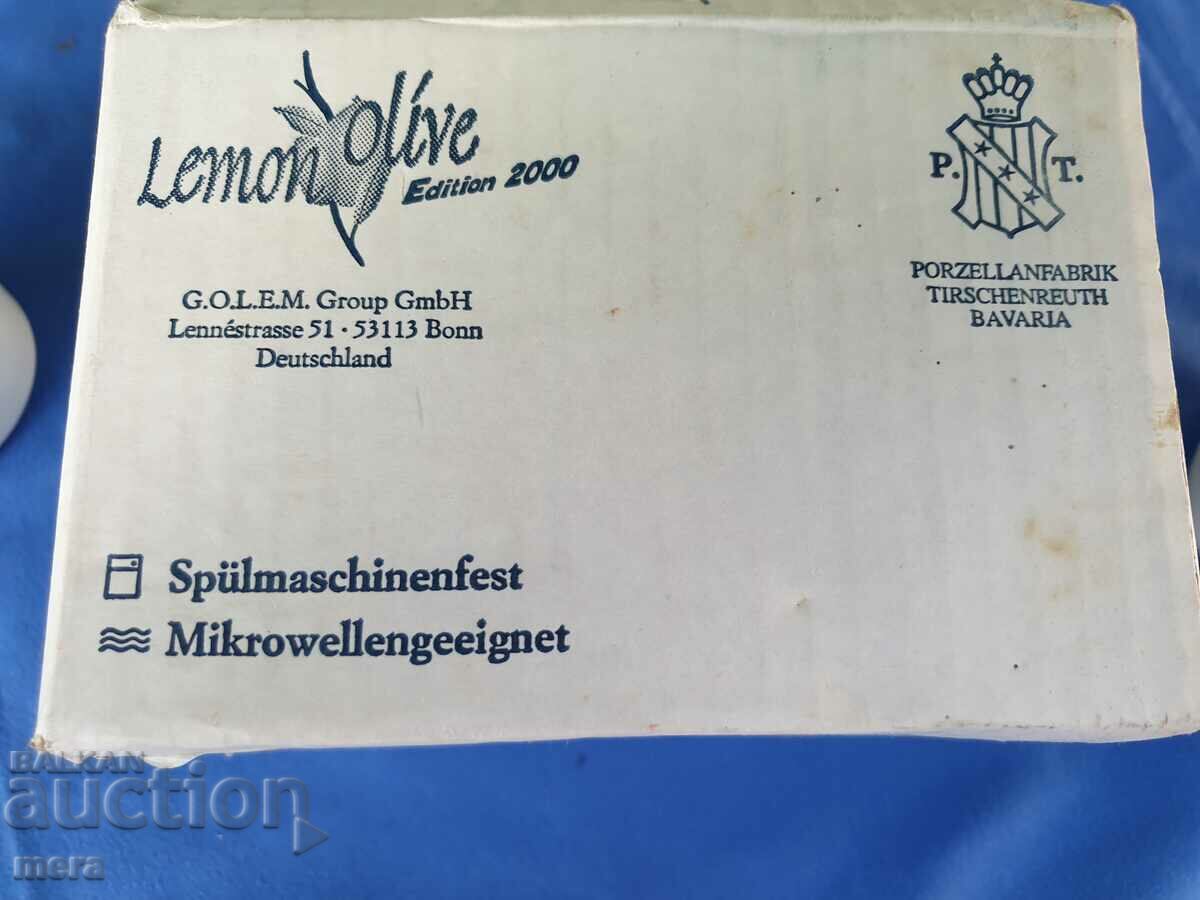 Lemon Olive
Edition 2000
G.O.L.E.M. Group GmbH
Lennéstrasse 51 · 53113 Bonn
Deutschland
P. T.
PORZELLANFABRIK
TIRSCHENREUTH
BAVARIA
Spülmaschinenfest
Mikrowellengeeignet
BALKAN
auction
mera